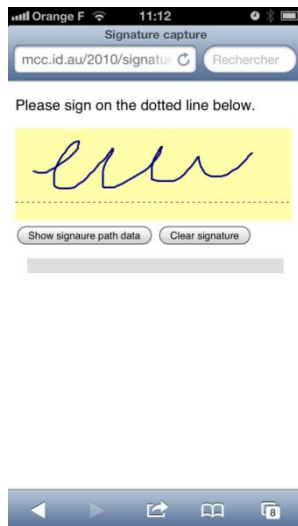 Orange F 11:12
Signature capture
mcc.id.au/2010/signatur Rechercher
Please sign on the dotted line below.
Show signaure path data Clear signature
8